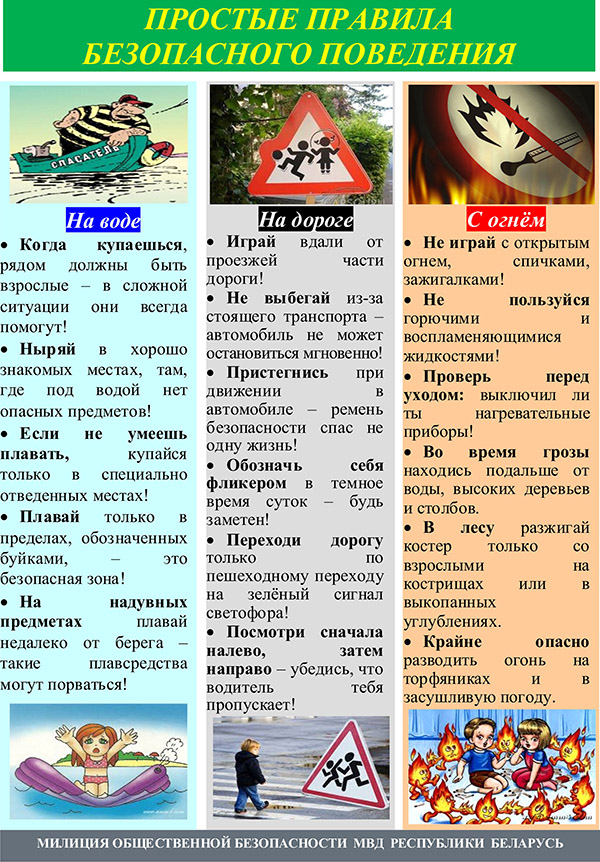 ПРОСТЫЕ ПРАВИЛА
БЕЗОПАСНОГО ПОВЕДЕНИЯ
СПАСАТЕЛЬ
На воде
• Когда купаешься,
рядом должны быть
взрослые – в сложной
ситуации они всегда
помогут!
• Ныряй в хорошо
знакомых местах, там,
где под водой нет
опасных предметов!
• Если не умеешь
плавать, купайся
только в специально
отведенных местах!
• Плавай только в
пределах, обозначенных
буйками, – это
безопасная зона!
• На надувных
предметах плавай
недалеко от берега –
такие плавсредства
могут порваться!
На дороге
• Играй вдали от
проезжей части
дороги!
• Не выбегай из-за
стоящего транспорта –
автомобиль не может
остановиться мгновенно!
• Пристегнись при
движении в
автомобиле – ремень
безопасности спас не
одну жизнь!
• Обозначь себя
фликером в темное
время суток – будь
заметен!
• Переходи дорогу
только по
пешеходному переходу
на зелёный сигнал
светофора!
• Посмотри сначала
налево, затем
направо – убедись, что
водитель тебя
пропускает!
С огнём
• Не играй с открытым
огнем, спичками,
зажигалками!
• Не пользуйся
горючими и
воспламеняющимися
жидкостями!
• Проверь перед
уходом: выключил ли
ты нагревательные
приборы!
• Во время грозы
находись подальше от
воды, высоких деревьев
и столбов.
• В лесу разжигай
костер только со
взрослыми на
кострищах или в
выкопанных
углублениях.
• Крайне опасно
разводить огонь на
торфяниках и в
засушливую погоду.
МИЛИЦИЯ ОБЩЕСТВЕННОЙ БЕЗОПАСНОСТИ МВД РЕСПУБЛИКИ БЕЛАРУСЬ